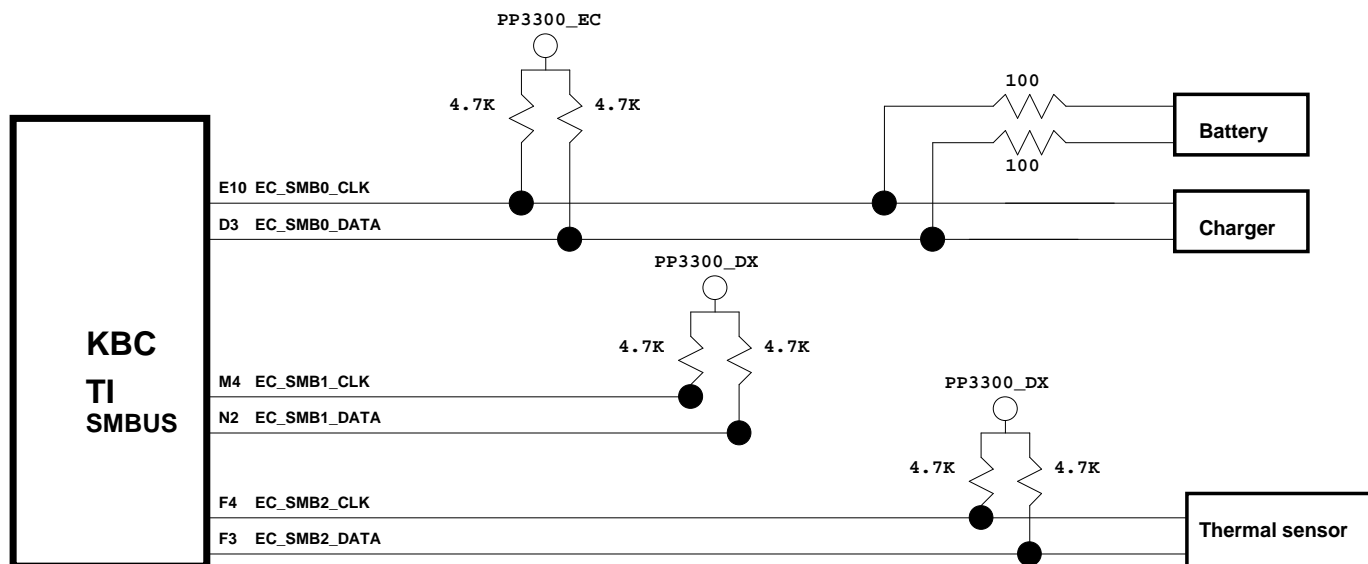 PP3300_EC
4.7K 4.7K
100
Battery
100
E10 EC_SMB0_CLK
D3 EC_SMB0_DATA
Charger
PP3300_DX
4.7K 4.7K
KBC
TI
SMBUS
M4 EC_SMB1_CLK
N2 EC_SMB1_DATA
PP3300_DX
4.7K 4.7K
F4 EC_SMB2_CLK
F3 EC_SMB2_DATA
Thermal sensor